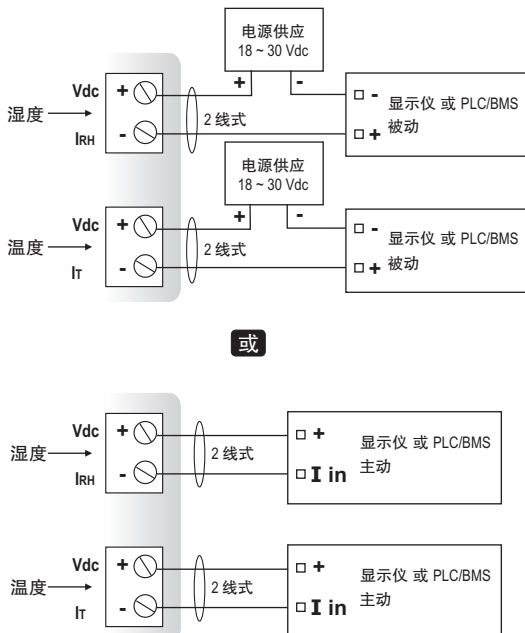 电源供应
18 ~ 30 Vdc
+ -
Vdc + - 显示仪 或 PLC/BMS
湿度 2 线式 被动
IRH - +
电源供应
18 ~ 30 Vdc
+ -
Vdc + - 显示仪 或 PLC/BMS
温度 2 线式 被动
IT - +
或
Vdc + + 显示仪 或 PLC/BMS
湿度 2 线式 主动
IRH - I in
Vdc + + 显示仪 或 PLC/BMS
温度 2 线式 主动
IT - I in